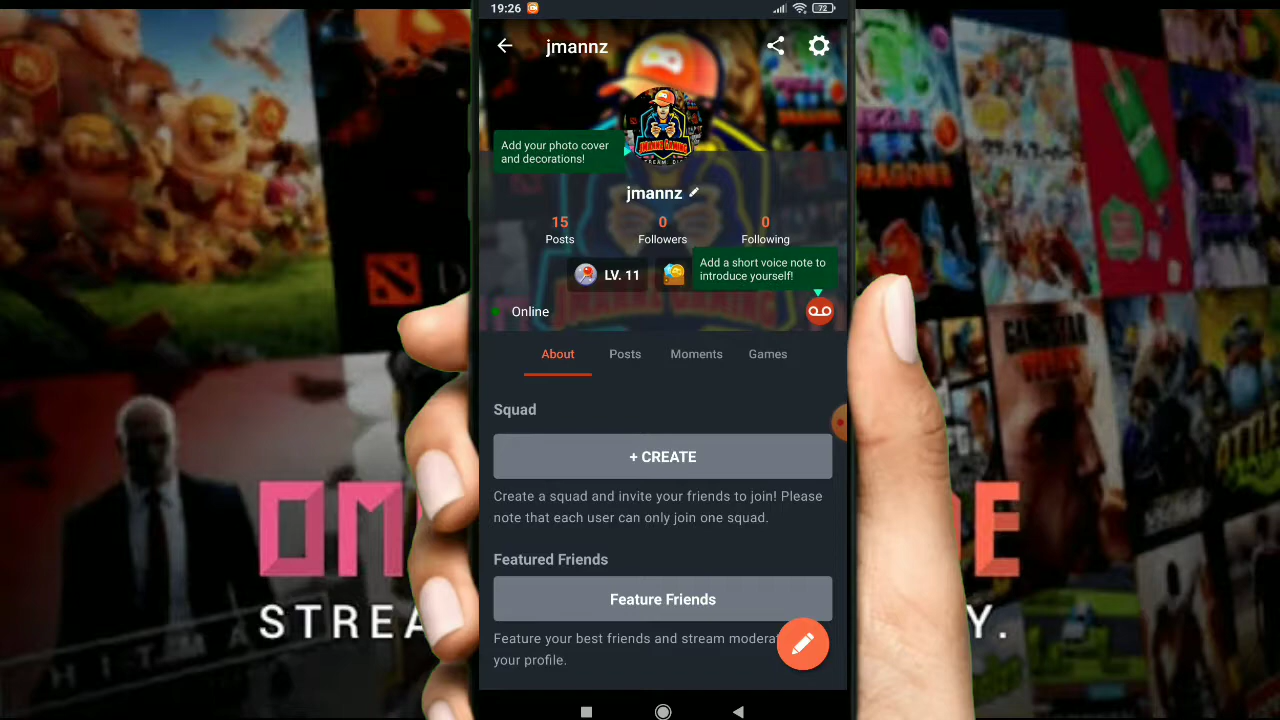 19:26
72
jmannz
Add your photo cover
and decorations!
jmannz
15 0 0
Posts Followers Following
LV. 11
Add a short voice note to
introduce yourself!
Online
About Posts Moments Games
Squad
+ CREATE
Create a squad and invite your friends to join! Please
note that each user can only join one squad.
Featured Friends
Feature Friends
Feature your best friends and stream
your profile.
HITMA